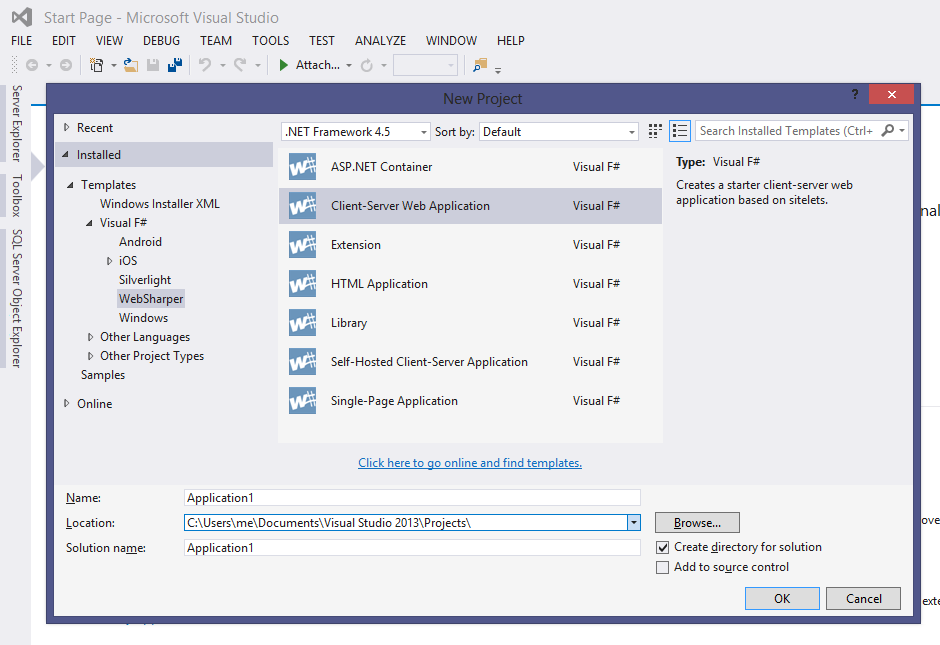 Start Page - Microsoft Visual Studio
FILE EDIT VIEW DEBUG TEAM TOOLS TEST ANALYZE WINDOW HELP
Attach...
Server Explorer
Toolbox
SQL Server Object Explorer
New Project
?
Recent
Installed
Templates
Windows Installer XML
Visual F#
Android
iOS
Silverlight
WebSharper
Windows
Other Languages
Other Project Types
Samples
Online
.NET Framework 4.5 Sort by: Default
Search Installed Templates (Ctrl+
ASP.NET Container Visual F#
Client-Server Web Application Visual F#
Extension Visual F#
HTML Application Visual F#
Library Visual F#
Self-Hosted Client-Server Application Visual F#
Single-Page Application Visual F#
Click here to go online and find templates.
Type: Visual F#
Creates a starter client-server web
application based on sitelets.
Name: Application1
Location: C:\Users\me\Documents\Visual Studio 2013\Projects\ Browse...
Solution name: Application1
Create directory for solution
Add to source control
OK Cancel